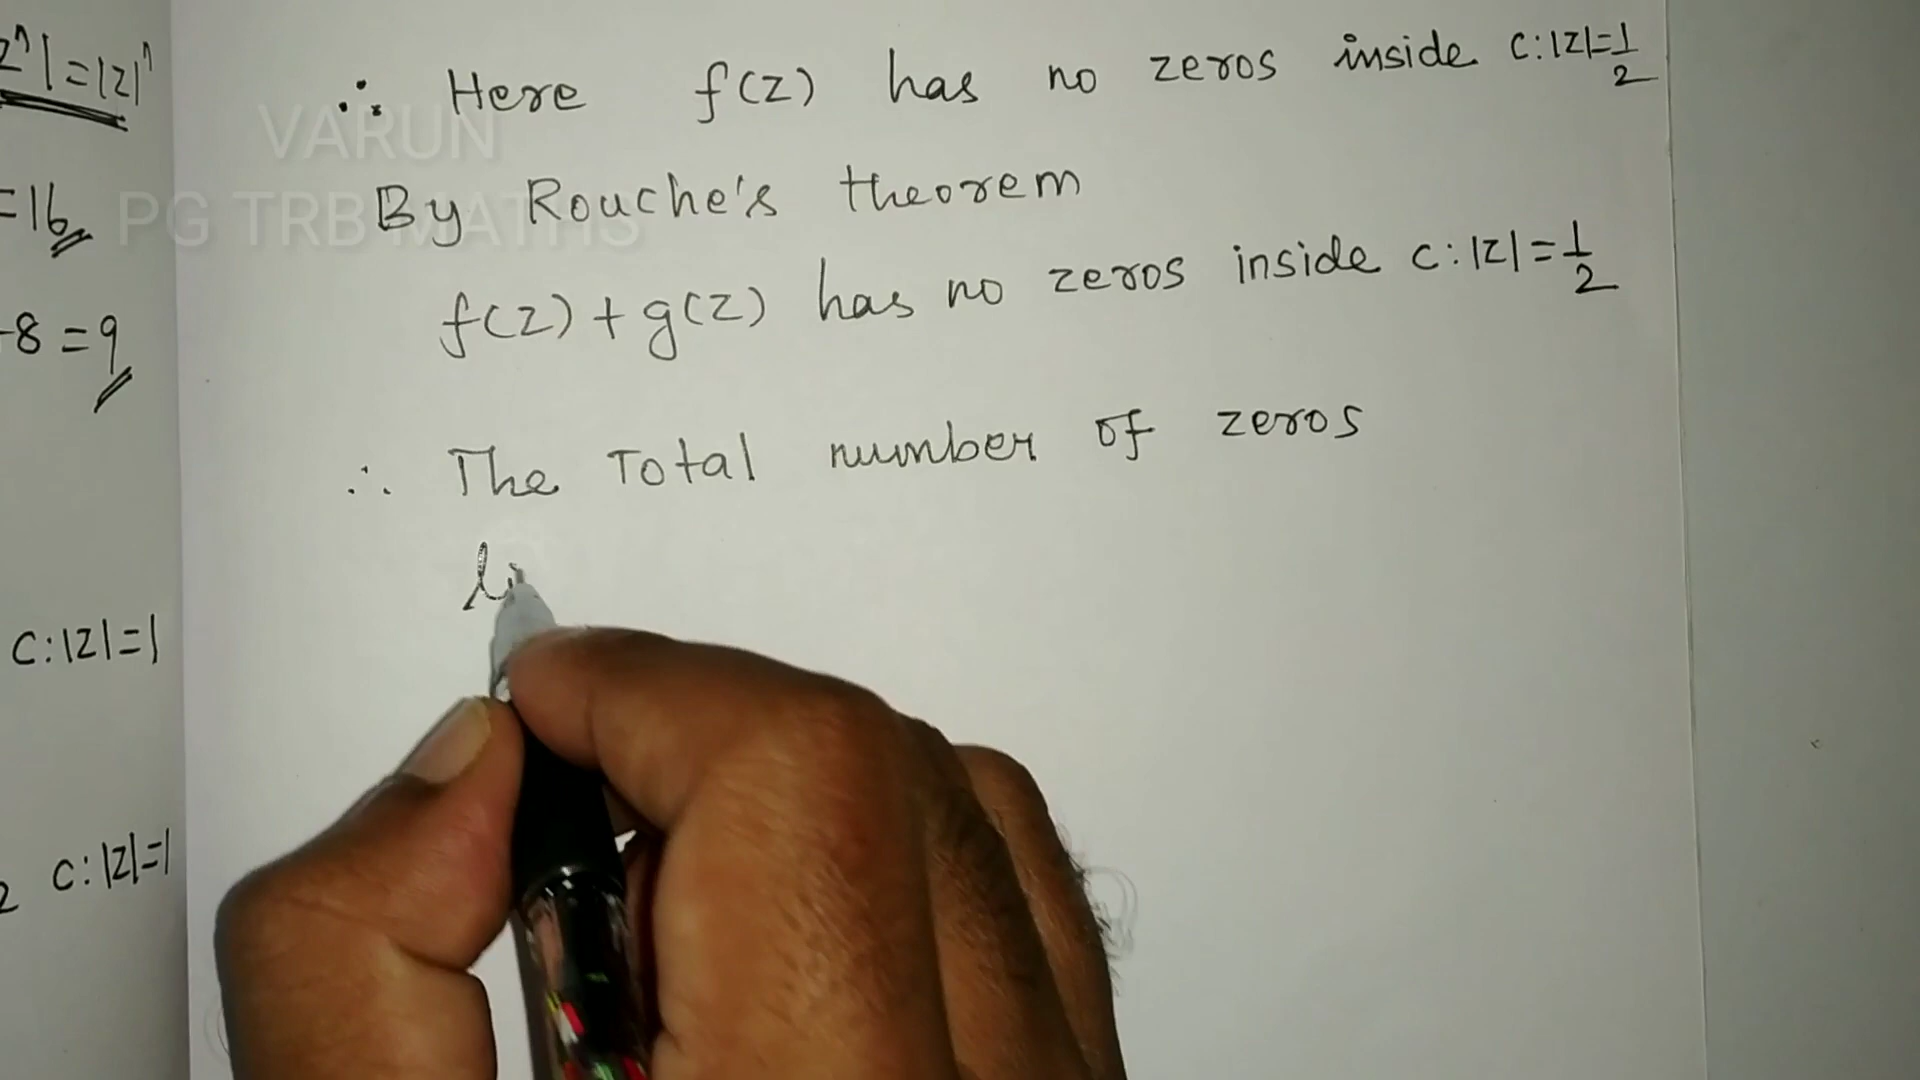 z^n|=|z|^n
=16
-8=9
C:|z|=1
2 C:|z|=1
∴ Here f(z) has no zeros inside C:|z|=1/2
By Rouche's theorem
f(z)+g(z) has no zeros inside C:|z|=1/2
∴ The Total number of zeros
li
VARUN
PG TRB MATHS